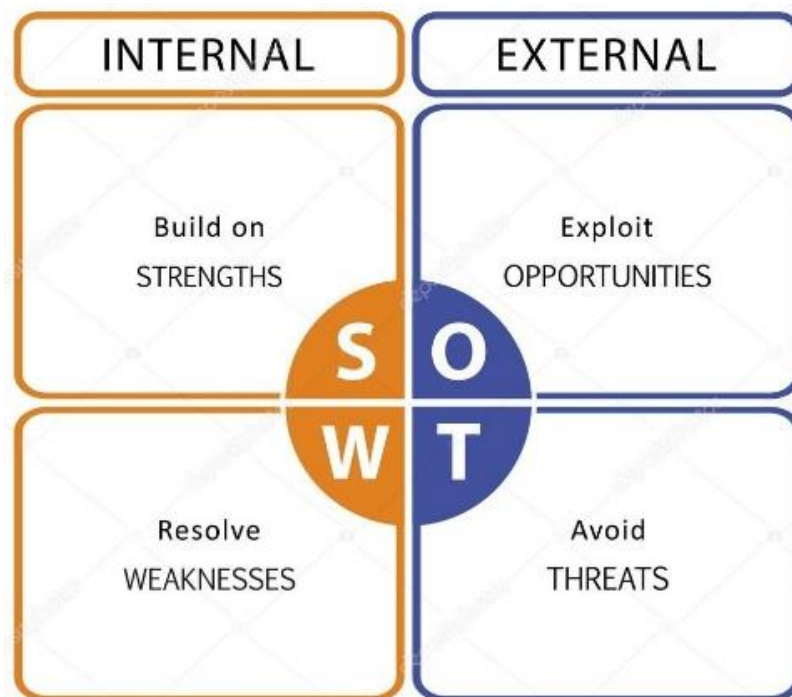 INTERNAL
EXTERNAL
Build on
STRENGTHS
Exploit
OPPORTUNITIES
S O
W T
Resolve
WEAKNESSES
Avoid
THREATS